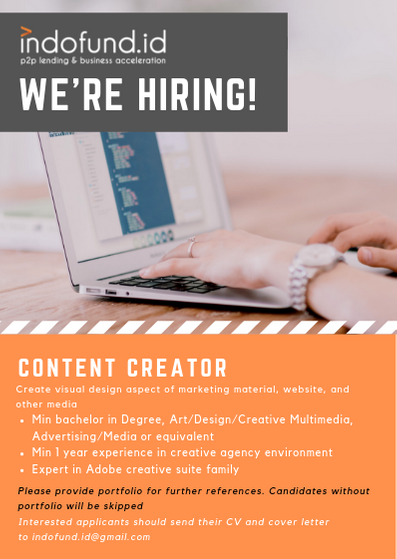 indofund.id
p2p lending & business acceleration
WE'RE HIRING!
CONTENT CREATOR
Create visual design aspect of marketing material, website, and
other media
• Min bachelor in Degree, Art/Design/Creative Multimedia,
Advertising/Media or equivalent
• Min 1 year experience in creative agency environment
• Expert in Adobe creative suite family
Please provide portfolio for further references. Candidates without
portfolio will be skipped
Interested applicants should send their CV and cover letter
to indofund.id@gmail.com